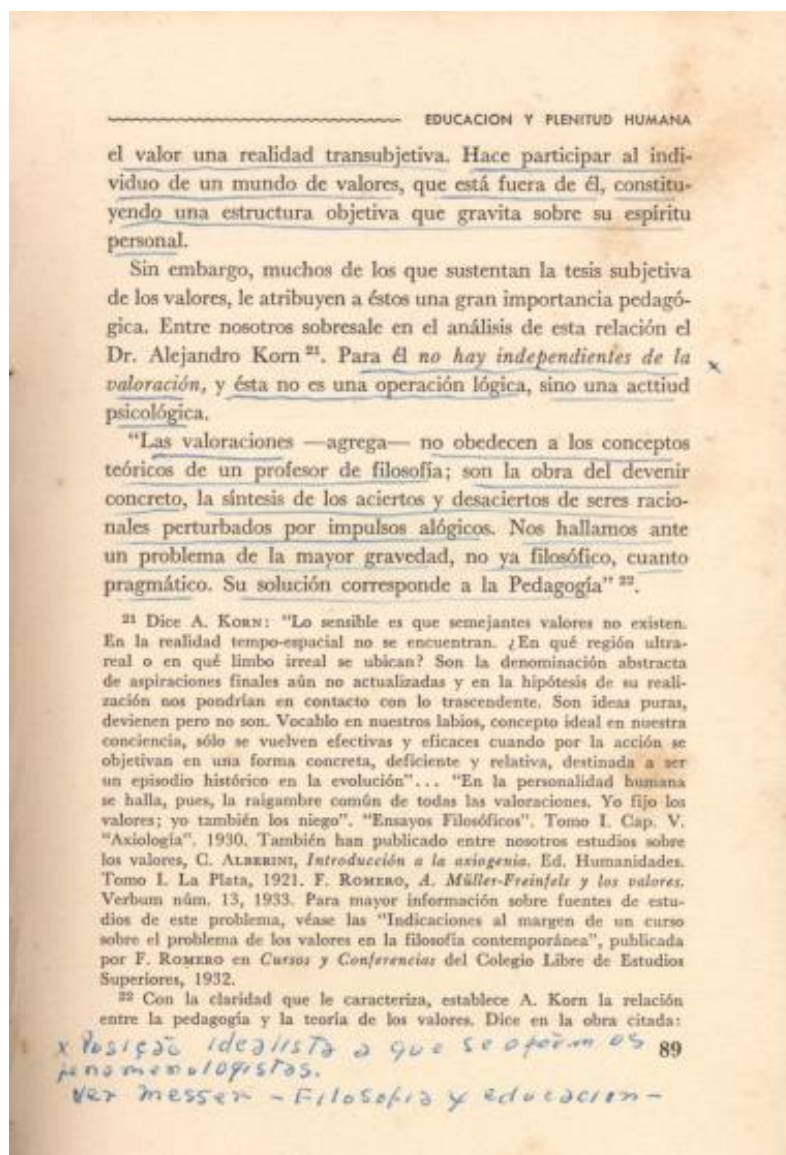 EDUCACION Y PLENITUD HUMANA
el valor una realidad transubjetiva. Hace participar al indi-
viduo de un mundo de valores, que está fuera de él, constitu-
yendo una estructura objetiva que gravita sobre su espíritu
personal.
Sin embargo, muchos de los que sustentan la tesis subjetiva
de los valores, le atribuyen a éstos una gran importancia pedagó-
gica. Entre nosotros sobresale en el análisis de esta relación el
Dr. Alejandro Korn 21. Para él no hay independientes de la x
valoración, y ésta no es una operación lógica, sino una acttiud
psicológica.
"Las valoraciones —agrega— no obedecen a los conceptos
teóricos de un profesor de filosofía; son la obra del devenir
concreto, la síntesis de los aciertos y desaciertos de seres racio-
nales perturbados por impulsos alógicos. Nos hallamos ante
un problema de la mayor gravedad, no ya filosófico, cuanto
pragmático. Su solución corresponde a la Pedagogía" 22.
21 Dice A. KORN: "Lo sensible es que semejantes valores no existen.
En la realidad tempo-espacial no se encuentran. ¿En qué región ultra-
real o en qué limbo irreal se ubican? Son la denominación abstracta
de aspiraciones finales aún no actualizadas y en la hipótesis de su reali-
zación nos pondrían en contacto con lo trascendente. Son ideas puras,
devienen pero no son. Vocablo en nuestros labios, concepto ideal en nuestra
conciencia, sólo se vuelven efectivas y eficaces cuando por la acción se
objetivan en una forma concreta, deficiente y relativa, destinada a ser
un episodio histórico en la evolución"... "En la personalidad humana
se halla, pues, la raigambre común de todas las valoraciones. Yo fijo los
valores; yo también los niego". "Ensayos Filosóficos". Tomo I. Cap. V.
"Axiología". 1930. También han publicado entre nosotros estudios sobre
los valores, C. ALBERINI, Introducción a la axiogenia. Ed. Humanidades.
Tomo I. La Plata, 1921. F. ROMERO, A. Müller-Freinfels y los valores.
Verbum núm. 13, 1933. Para mayor información sobre fuentes de estu-
dios de este problema, véase las "Indicaciones al margen de un curso
sobre el problema de los valores en la filosofía contemporánea", publicada
por F. ROMERO en Cursos y Conferencias del Colegio Libre de Estudios
Superiores, 1932.
22 Con la claridad que le caracteriza, establece A. Korn la relación
entre la pedagogía y la teoría de los valores. Dice en la obra citada:
x Posição idealista a que se opõem os
fenomenologistas.
Ver Messer - Filosofia y educacion -
89